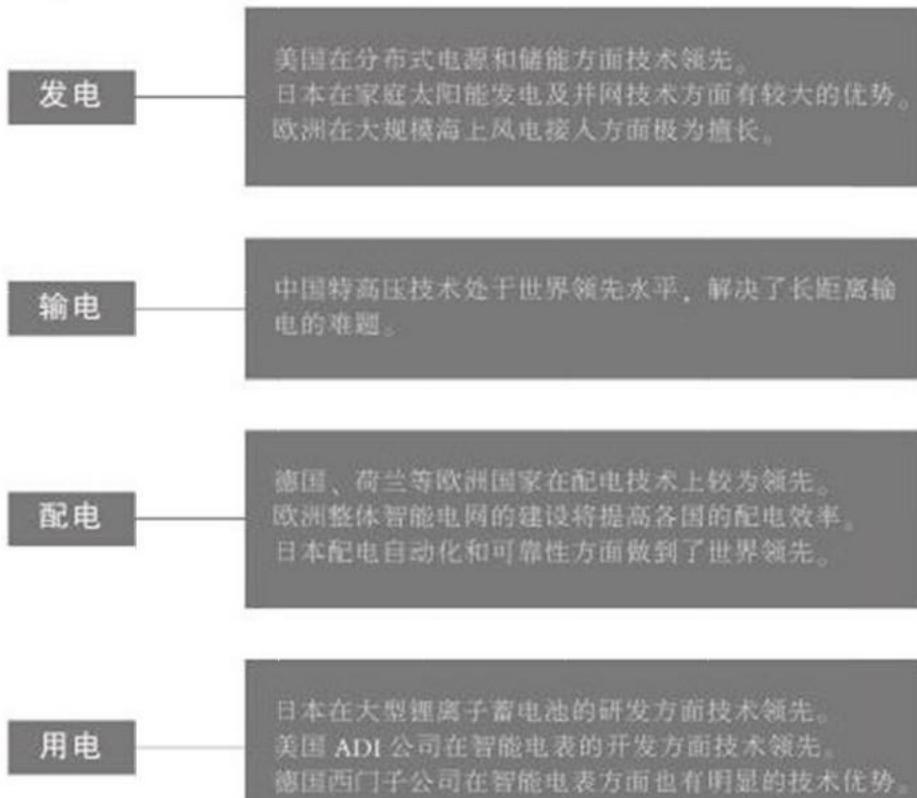 发电
美国在分布式电源和储能方面技术领先。
日本在家庭太阳能发电及并网技术方面有较大的优势。
欧洲在大规模海上风电接人方面极为擅长。
输电
中国特高压技术处于世界领先水平，解决了长距离输
电的难题。
配电
德国、荷兰等欧洲国家在配电技术上较为领先。
欧洲整体智能电网的建设将提高各国的配电效率。
日本配电自动化和可靠性方面做到了世界领先。
用电
日本在大型锂离子蓄电池的研发方面技术领先。
美国 ADI 公司在智能电表的开发方面技术领先。
德国西门子公司在智能电表方面也有明显的技术优势。